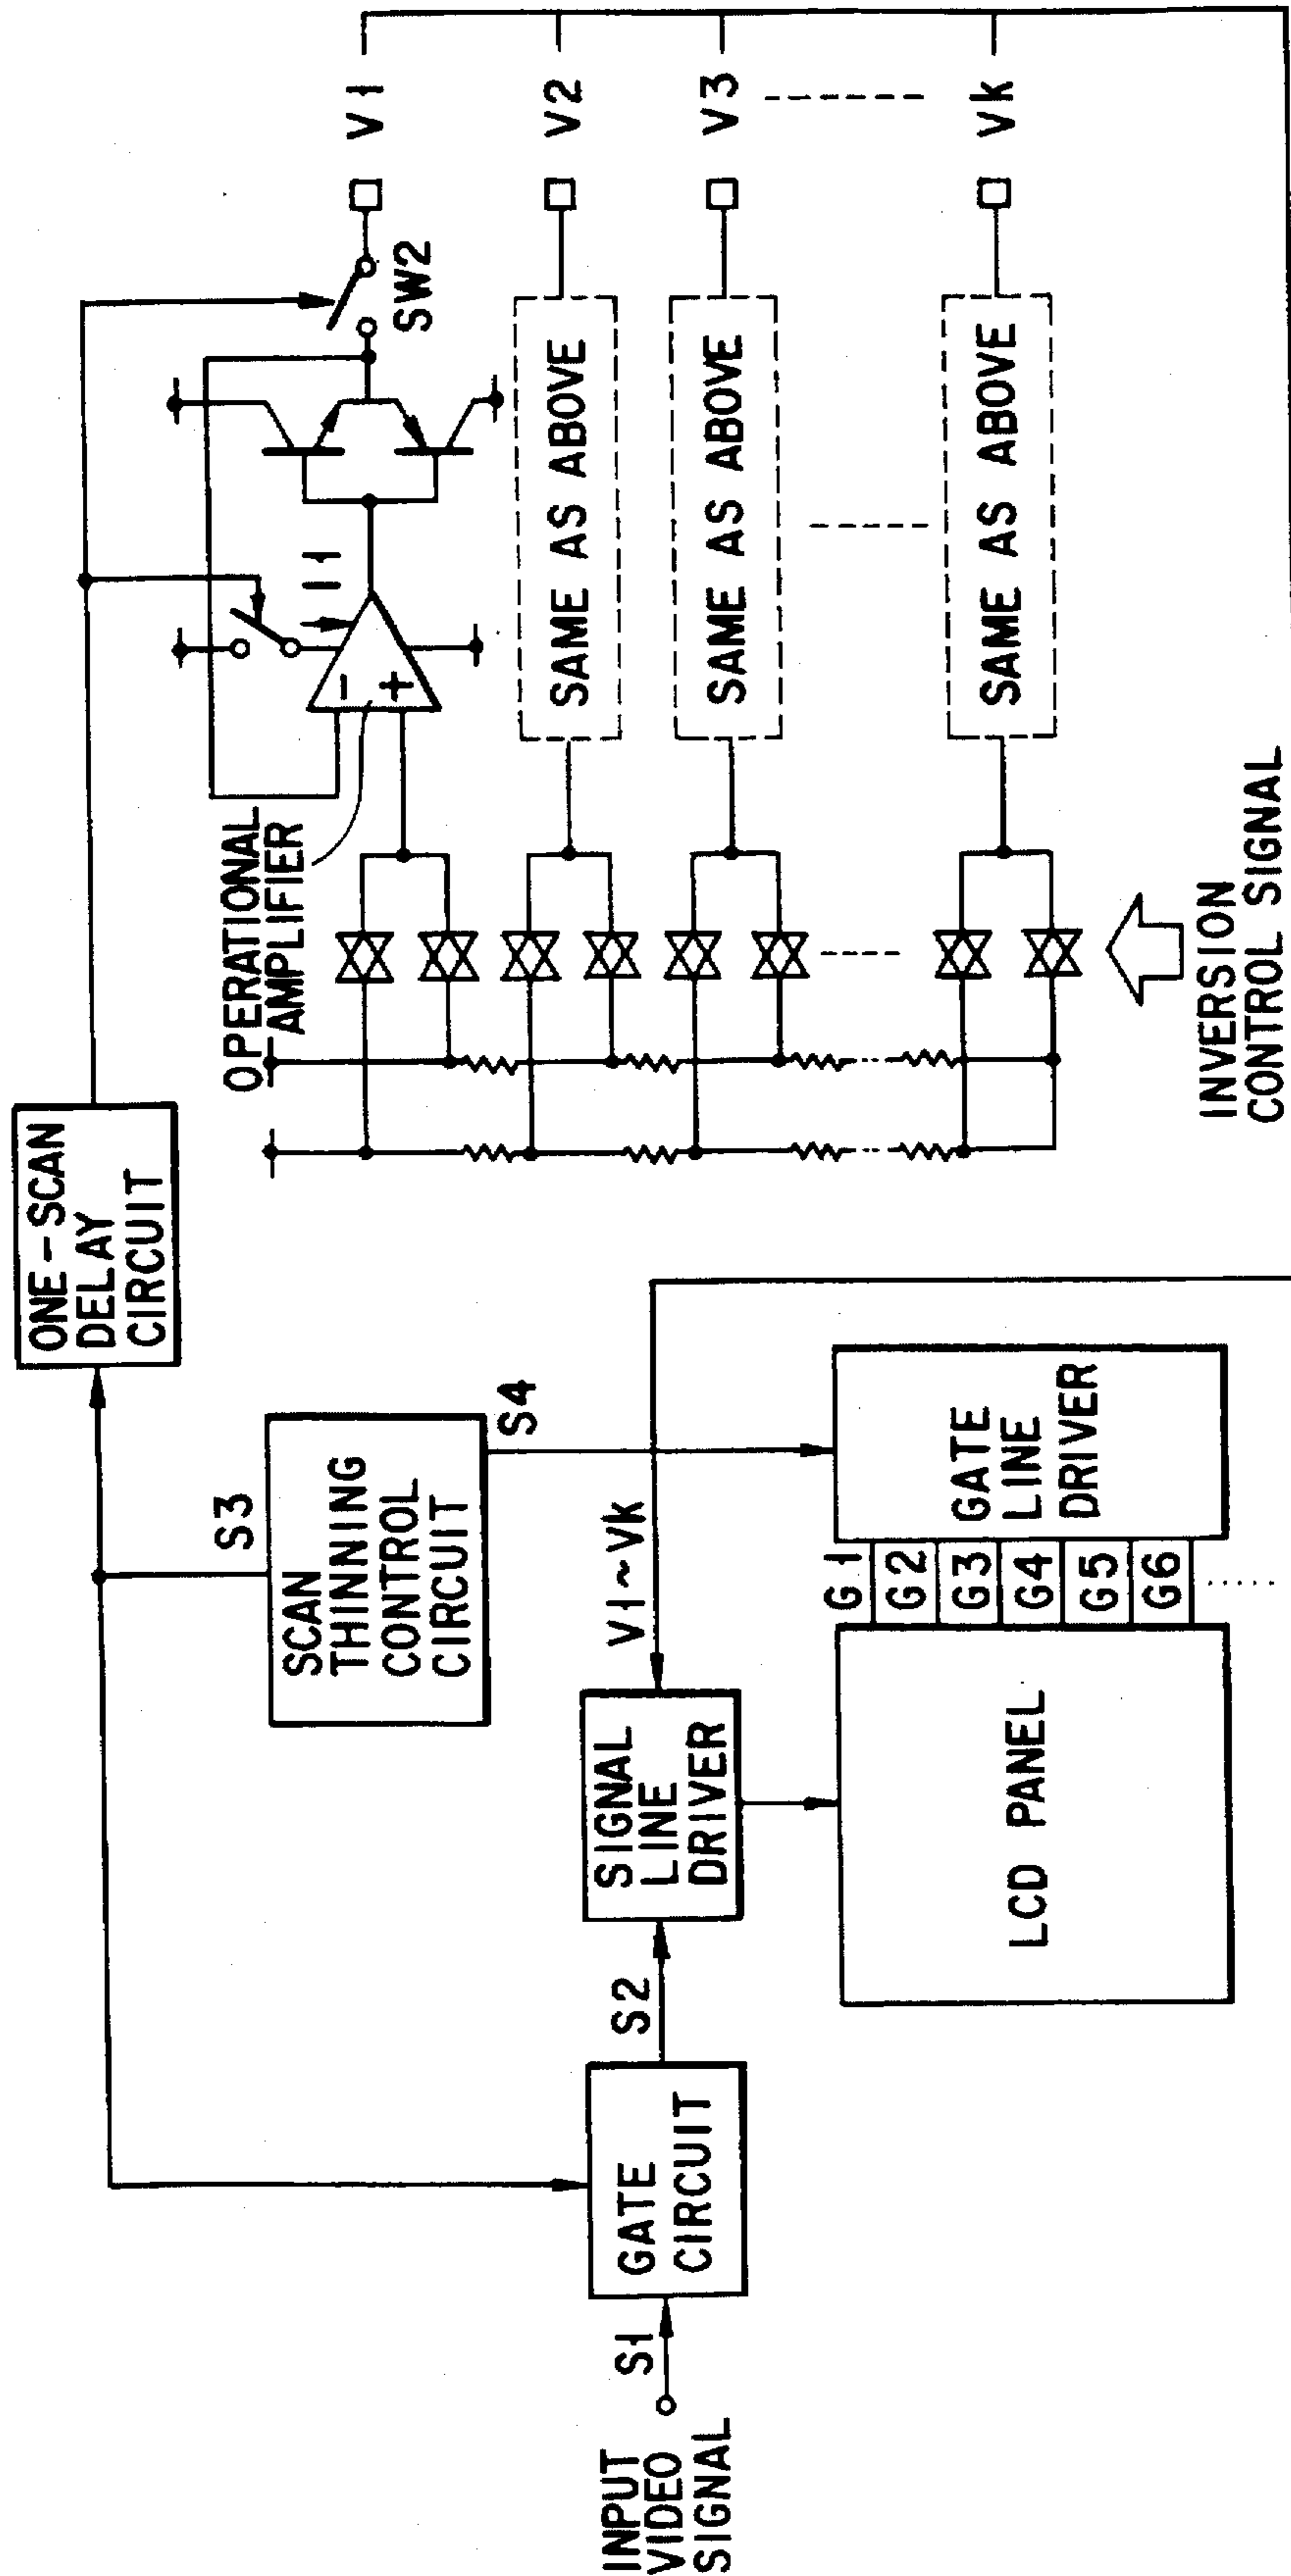 INPUT
VIDEO
SIGNAL
S1
GATE
CIRCUIT
S2
SIGNAL
LINE
DRIVER
V1~Vk
LCD PANEL
G1
G2
G3
G4
G5
G6
GATE
LINE
DRIVER
SCAN
THINNING
CONTROL
CIRCUIT
S3
S4
ONE-SCAN
DELAY
CIRCUIT
OPERATIONAL
AMPLIFIER
-
+
I1
SW2
V1
SAME AS ABOVE
V2
SAME AS ABOVE
V3
SAME AS ABOVE
Vk
INVERSION
CONTROL SIGNAL